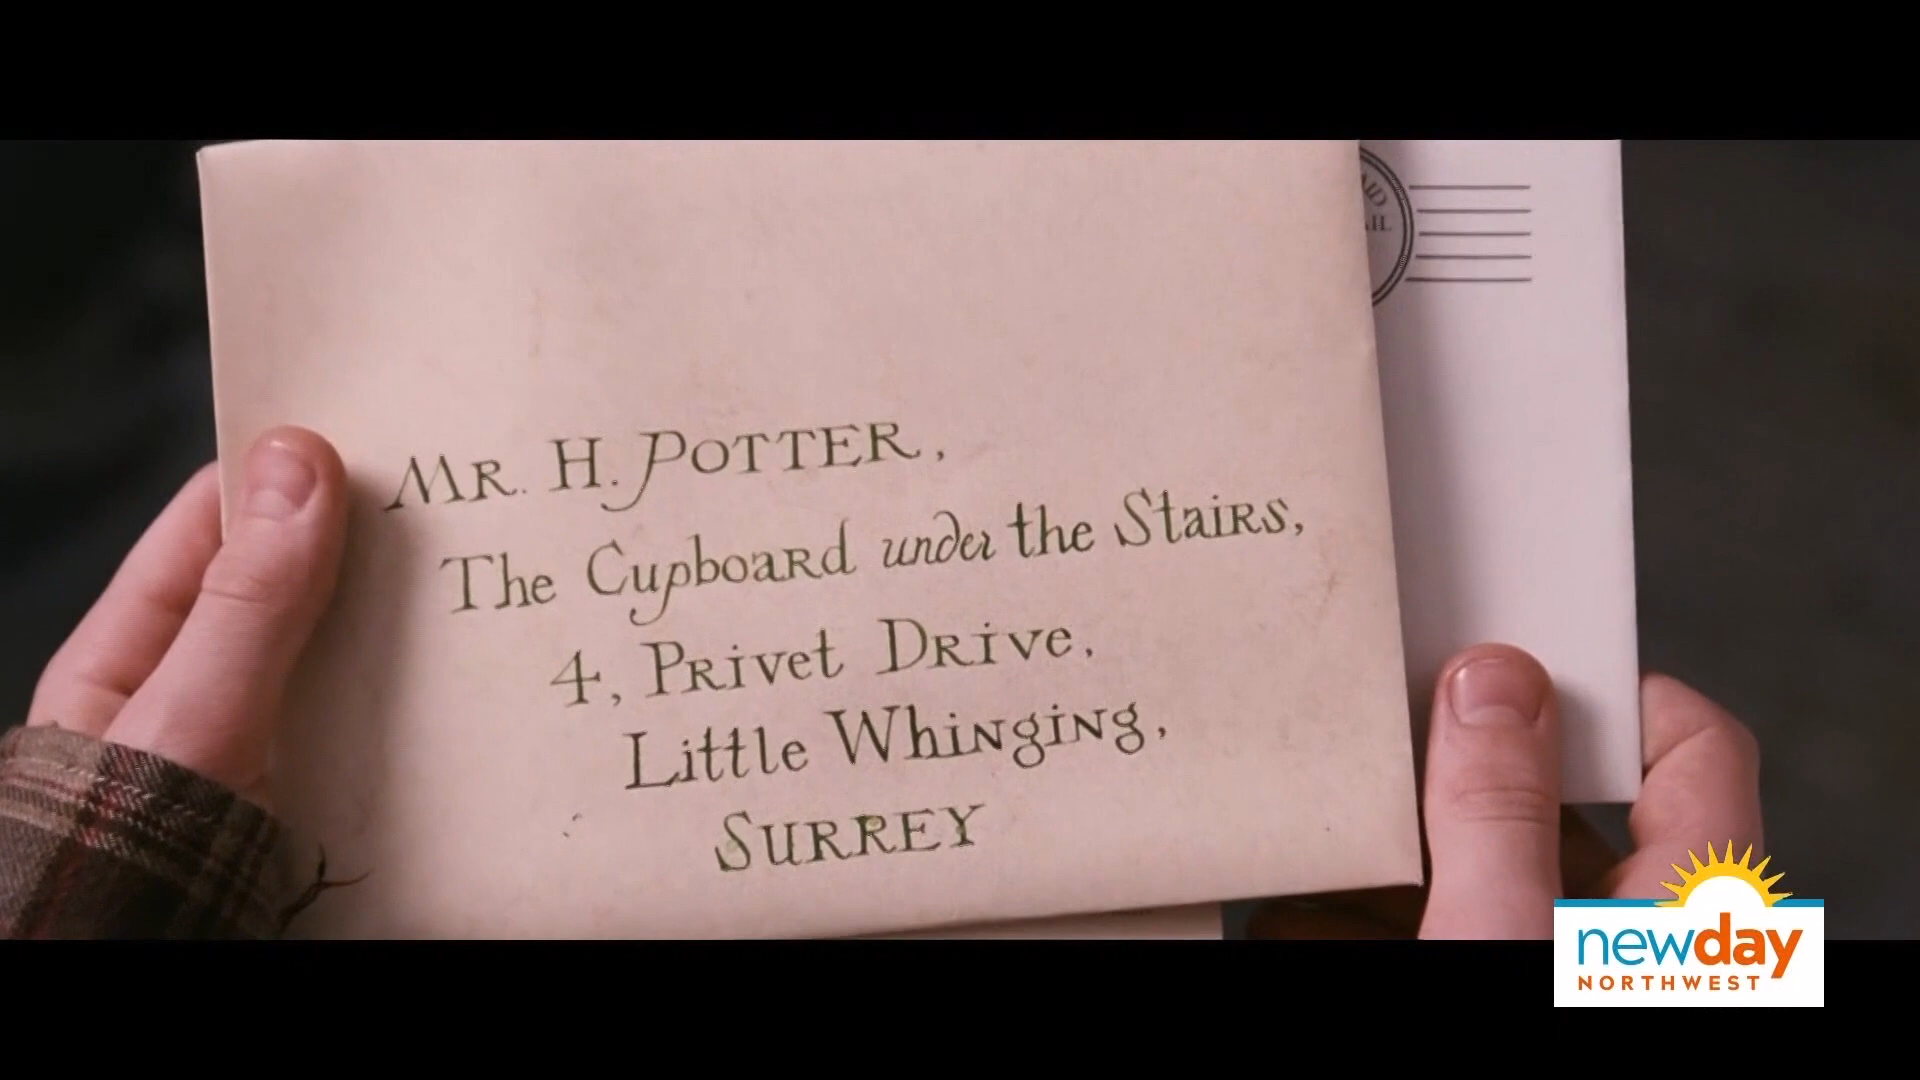 Mr. H. Potter,
The Cupboard under the Stairs,
4, Privet Drive,
Little Whinging,
SURREY
newday
NORTHWEST